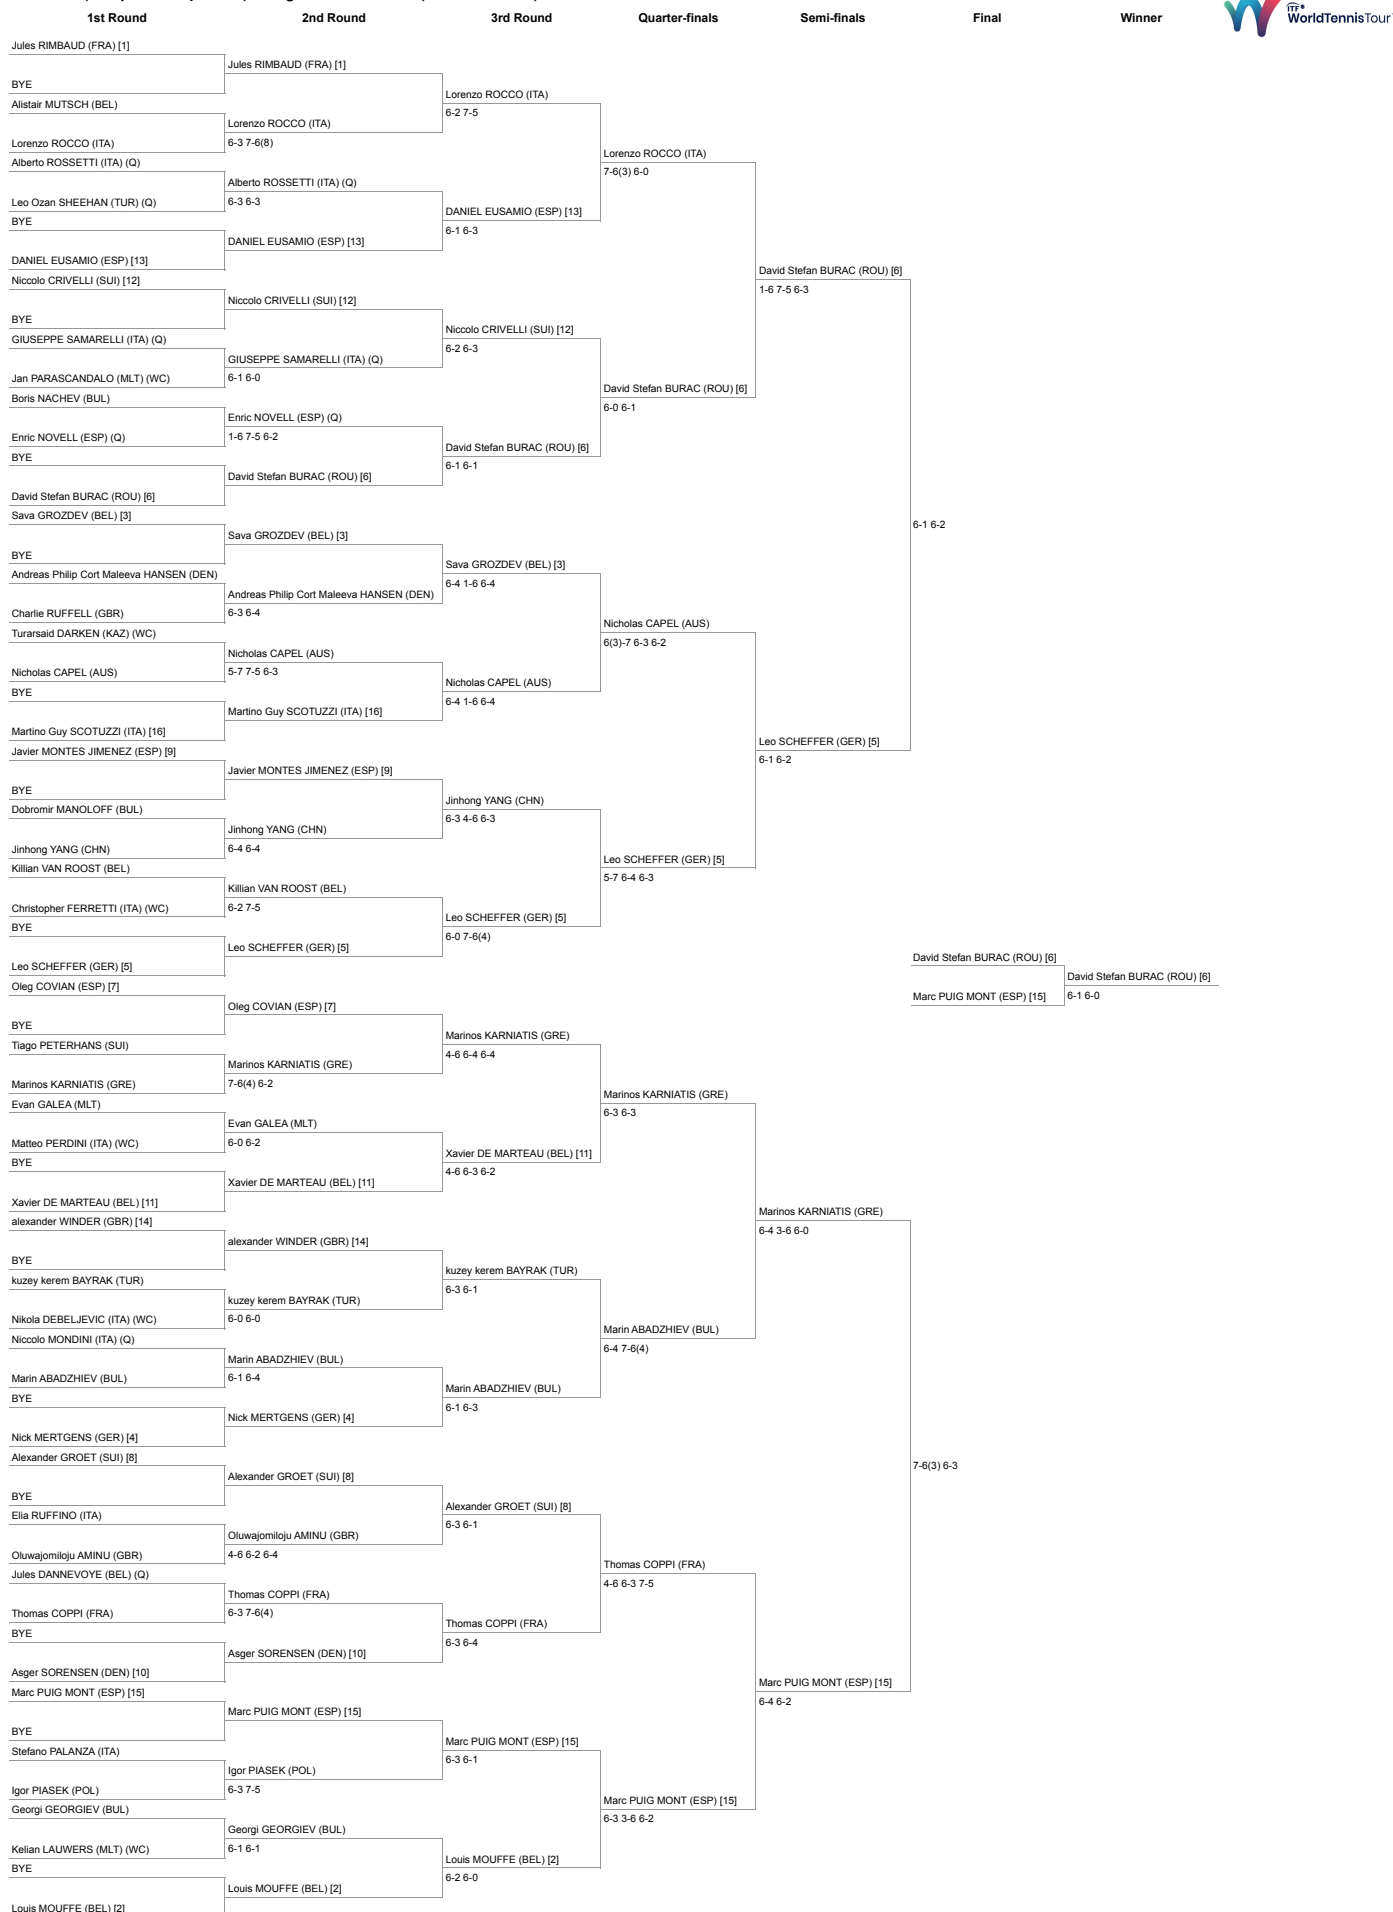 1st Round
2nd Round
3rd Round
Quarter-finals
Semi-finals
Final
Winner
ITF®
WorldTennisTour
Jules RIMBAUD (FRA) [1]
Jules RIMBAUD (FRA) [1]
BYE
Lorenzo ROCCO (ITA)
Alistair MUTSCH (BEL)
6-2 7-5
Lorenzo ROCCO (ITA)
Lorenzo ROCCO (ITA)
6-3 7-6(8)
Lorenzo ROCCO (ITA)
Alberto ROSSETTI (ITA) (Q)
7-6(3) 6-0
Alberto ROSSETTI (ITA) (Q)
Leo Ozan SHEEHAN (TUR) (Q)
6-3 6-3
DANIEL EUSAMIO (ESP) [13]
BYE
6-1 6-3
DANIEL EUSAMIO (ESP) [13]
DANIEL EUSAMIO (ESP) [13]
David Stefan BURAC (ROU) [6]
Niccolo CRIVELLI (SUI) [12]
1-6 7-5 6-3
Niccolo CRIVELLI (SUI) [12]
BYE
Niccolo CRIVELLI (SUI) [12]
GIUSEPPE SAMARELLI (ITA) (Q)
6-2 6-3
GIUSEPPE SAMARELLI (ITA) (Q)
Jan PARASCANDALO (MLT) (WC)
6-1 6-0
David Stefan BURAC (ROU) [6]
Boris NACHEV (BUL)
6-0 6-1
Enric NOVELL (ESP) (Q)
Enric NOVELL (ESP) (Q)
1-6 7-5 6-2
David Stefan BURAC (ROU) [6]
BYE
6-1 6-1
David Stefan BURAC (ROU) [6]
David Stefan BURAC (ROU) [6]
Sava GROZDEV (BEL) [3]
6-1 6-2
Sava GROZDEV (BEL) [3]
BYE
Sava GROZDEV (BEL) [3]
Andreas Philip Cort Maleeva HANSEN (DEN)
6-4 1-6 6-4
Andreas Philip Cort Maleeva HANSEN (DEN)
Charlie RUFFELL (GBR)
6-3 6-4
Nicholas CAPEL (AUS)
Turarsaid DARKEN (KAZ) (WC)
6(3)-7 6-3 6-2
Nicholas CAPEL (AUS)
Nicholas CAPEL (AUS)
5-7 7-5 6-3
Nicholas CAPEL (AUS)
BYE
6-4 1-6 6-4
Martino Guy SCOTUZZI (ITA) [16]
Martino Guy SCOTUZZI (ITA) [16]
Leo SCHEFFER (GER) [5]
Javier MONTES JIMENEZ (ESP) [9]
6-1 6-2
Javier MONTES JIMENEZ (ESP) [9]
BYE
Jinhong YANG (CHN)
Dobromir MANOLOFF (BUL)
6-3 4-6 6-3
Jinhong YANG (CHN)
Jinhong YANG (CHN)
6-4 6-4
Leo SCHEFFER (GER) [5]
Killian VAN ROOST (BEL)
5-7 6-4 6-3
Killian VAN ROOST (BEL)
Christopher FERRETTI (ITA) (WC)
6-2 7-5
Leo SCHEFFER (GER) [5]
BYE
6-0 7-6(4)
Leo SCHEFFER (GER) [5]
David Stefan BURAC (ROU) [6]
Leo SCHEFFER (GER) [5]
David Stefan BURAC (ROU) [6]
Oleg COVIAN (ESP) [7]
Marc PUIG MONT (ESP) [15]
6-1 6-0
Oleg COVIAN (ESP) [7]
BYE
Marinos KARNIATIS (GRE)
Tiago PETERHANS (SUI)
4-6 6-4 6-4
Marinos KARNIATIS (GRE)
Marinos KARNIATIS (GRE)
7-6(4) 6-2
Marinos KARNIATIS (GRE)
Evan GALEA (MLT)
6-3 6-3
Evan GALEA (MLT)
Matteo PERDINI (ITA) (WC)
6-0 6-2
Xavier DE MARTEAU (BEL) [11]
BYE
4-6 6-3 6-2
Xavier DE MARTEAU (BEL) [11]
Xavier DE MARTEAU (BEL) [11]
Marinos KARNIATIS (GRE)
alexander WINDER (GBR) [14]
6-4 3-6 6-0
alexander WINDER (GBR) [14]
BYE
kuzey kerem BAYRAK (TUR)
kuzey kerem BAYRAK (TUR)
6-3 6-1
kuzey kerem BAYRAK (TUR)
Nikola DEBELJEVIC (ITA) (WC)
6-0 6-0
Marin ABADZHIEV (BUL)
Niccolo MONDINI (ITA) (Q)
6-4 7-6(4)
Marin ABADZHIEV (BUL)
Marin ABADZHIEV (BUL)
6-1 6-4
Marin ABADZHIEV (BUL)
BYE
6-1 6-3
Nick MERTGENS (GER) [4]
Nick MERTGENS (GER) [4]
Alexander GROET (SUI) [8]
7-6(3) 6-3
Alexander GROET (SUI) [8]
BYE
Alexander GROET (SUI) [8]
Elia RUFFINO (ITA)
6-3 6-1
Oluwajomiloju AMINU (GBR)
Oluwajomiloju AMINU (GBR)
4-6 6-2 6-4
Thomas COPPI (FRA)
Jules DANNEVOYE (BEL) (Q)
4-6 6-3 7-5
Thomas COPPI (FRA)
Thomas COPPI (FRA)
6-3 7-6(4)
Thomas COPPI (FRA)
BYE
6-3 6-4
Asger SORENSEN (DEN) [10]
Asger SORENSEN (DEN) [10]
Marc PUIG MONT (ESP) [15]
Marc PUIG MONT (ESP) [15]
6-4 6-2
Marc PUIG MONT (ESP) [15]
BYE
Marc PUIG MONT (ESP) [15]
Stefano PALANZA (ITA)
6-3 6-1
Igor PIASEK (POL)
Igor PIASEK (POL)
6-3 7-5
Marc PUIG MONT (ESP) [15]
Georgi GEORGIEV (BUL)
6-3 3-6 6-2
Georgi GEORGIEV (BUL)
Kelian LAUWERS (MLT) (WC)
6-1 6-1
Louis MOUFFE (BEL) [2]
BYE
6-2 6-0
Louis MOUFFE (BEL) [2]
Louis MOUFFE (BEL) [2]